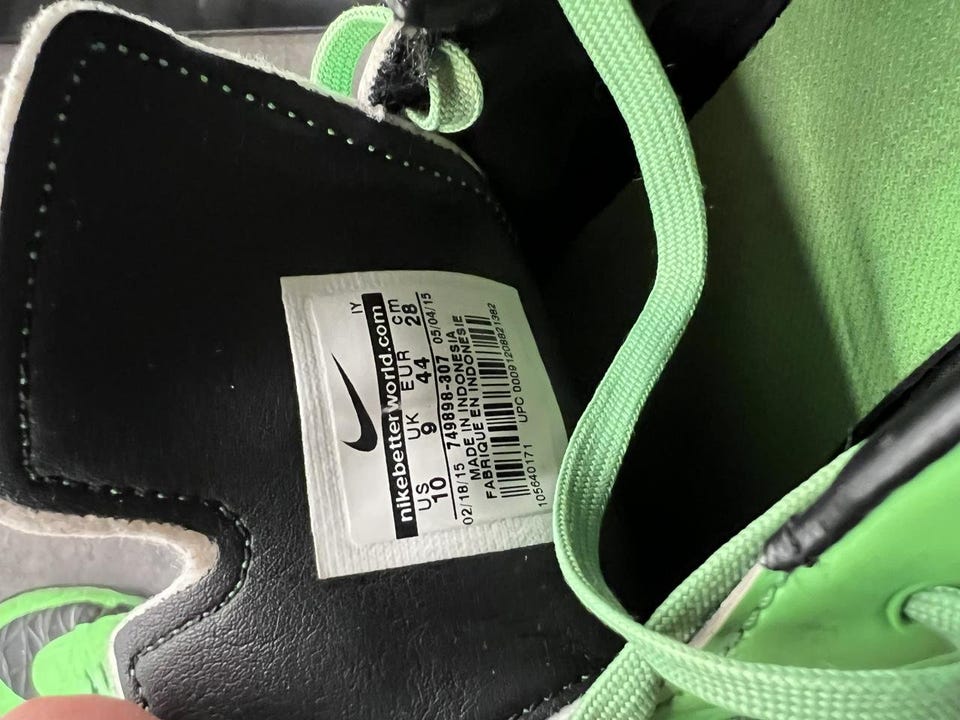 IY
nikebetterworld.com
US UK EUR cm
10 9 44 28
02/18/15 749898-307 05/04/15
MADE IN INDONESIA
FABRIQUE EN INDONESIE
105640171 UPC 00091208821382